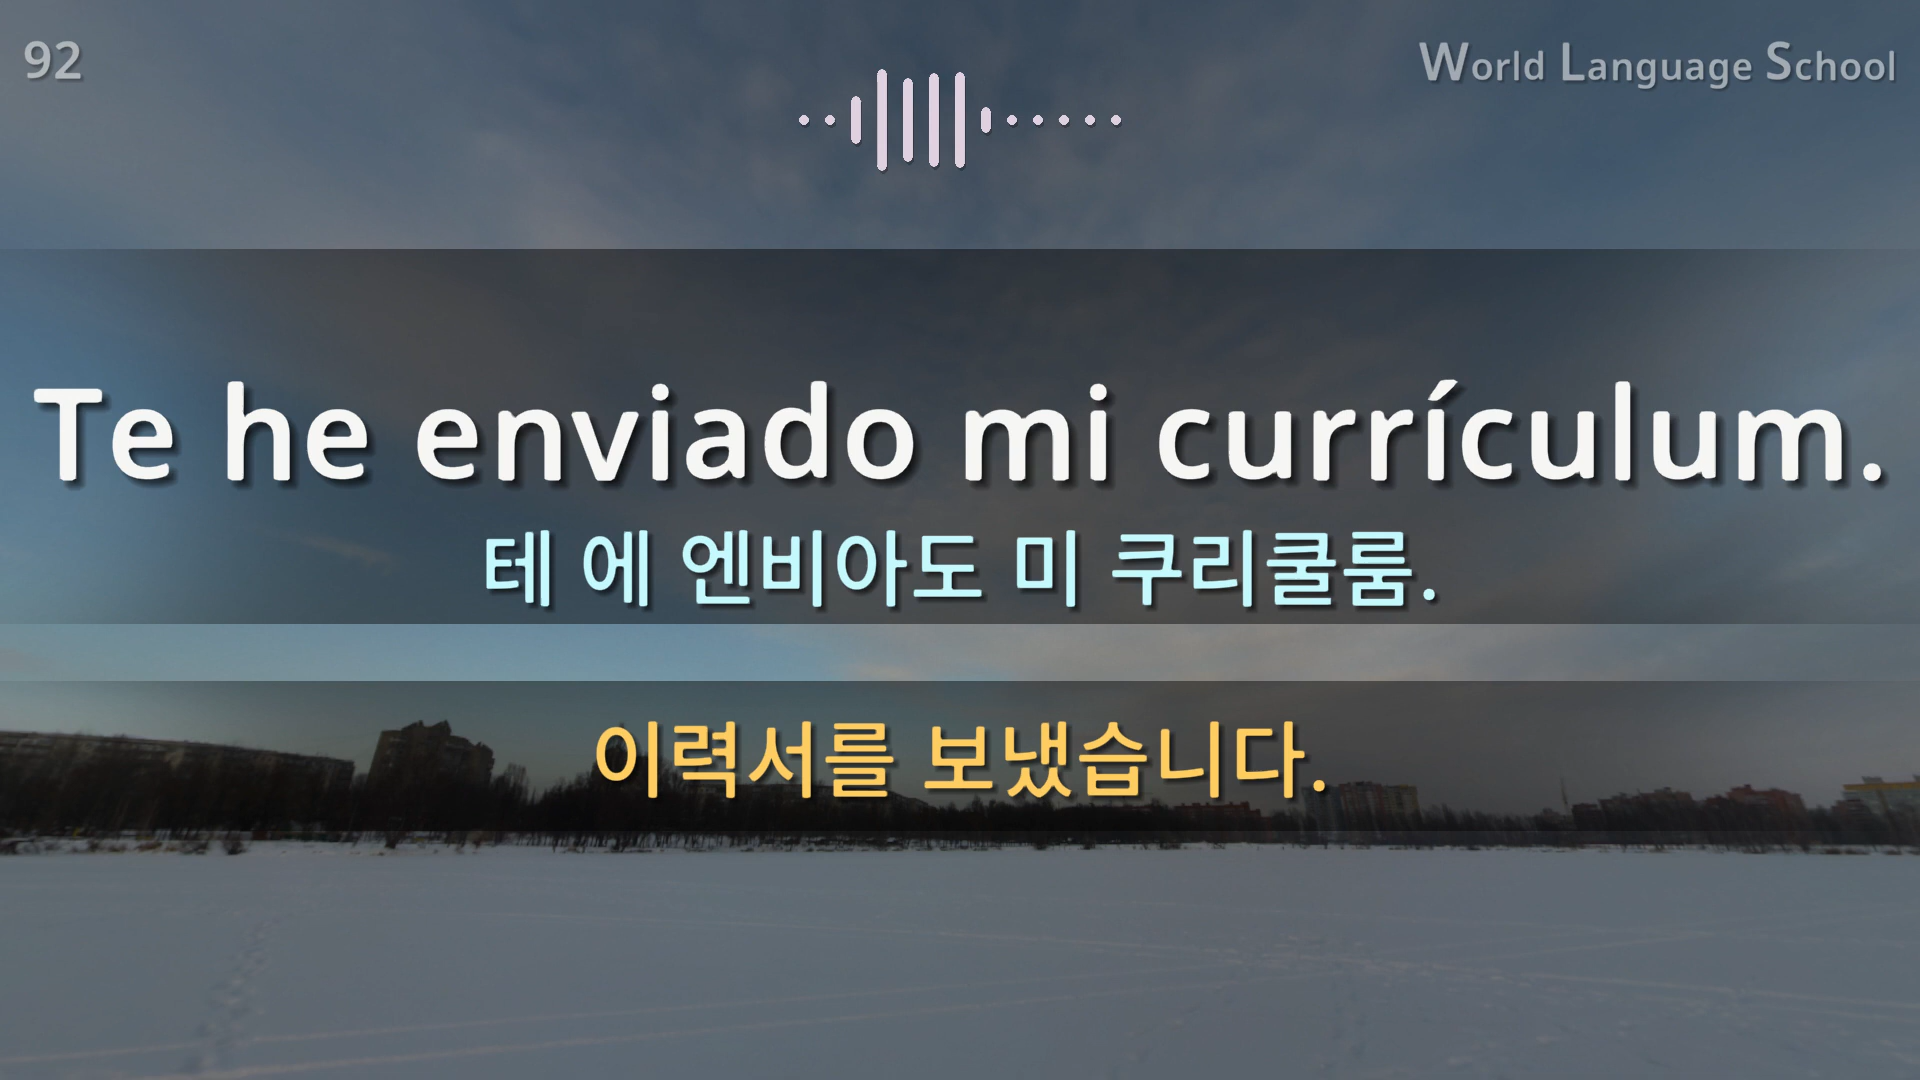 92
World Language School
Te he enviado mi currículum.
테 에 엔비아도 미 쿠리쿨룸.
이력서를 보냈습니다.